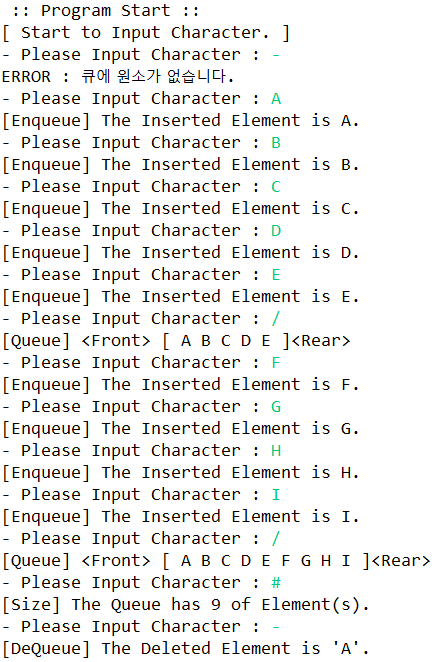 :: Program Start ::
[ Start to Input Character. ]
- Please Input Character : -
ERROR : 큐에 원소가 없습니다.
- Please Input Character : A
[Enqueue] The Inserted Element is A.
- Please Input Character : B
[Enqueue] The Inserted Element is B.
- Please Input Character : C
[Enqueue] The Inserted Element is C.
- Please Input Character : D
[Enqueue] The Inserted Element is D.
- Please Input Character : E
[Enqueue] The Inserted Element is E.
- Please Input Character : /
[Queue] <Front> [ A B C D E ]<Rear>
- Please Input Character : F
[Enqueue] The Inserted Element is F.
- Please Input Character : G
[Enqueue] The Inserted Element is G.
- Please Input Character : H
[Enqueue] The Inserted Element is H.
- Please Input Character : I
[Enqueue] The Inserted Element is I.
- Please Input Character : /
[Queue] <Front> [ A B C D E F G H I ]<Rear>
- Please Input Character : #
[Size] The Queue has 9 of Element(s).
- Please Input Character : -
[DeQueue] The Deleted Element is 'A'.